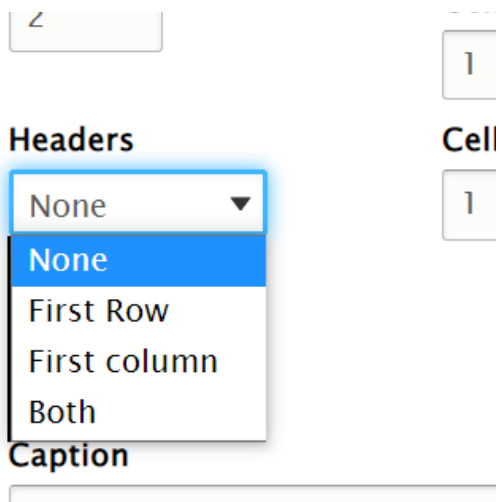 2
1
Headers
Cell
None
1
None
First Row
First column
Both
Caption